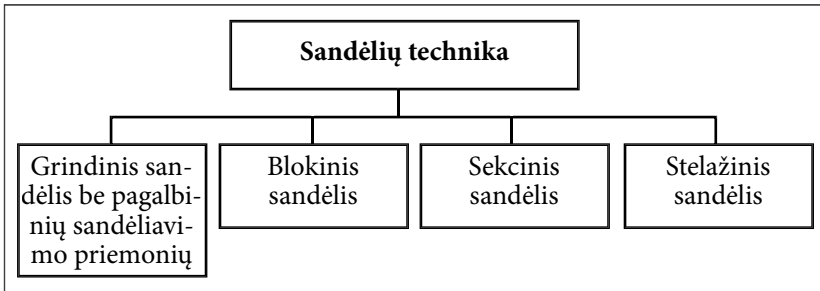 Sandėlių technika
Grindinis san-
dėlis be pagalbi-
nių sandėliavi-
mo priemonių
Blokinis
sandėlis
Sekcinis
sandėlis
Stelažinis
sandėlis